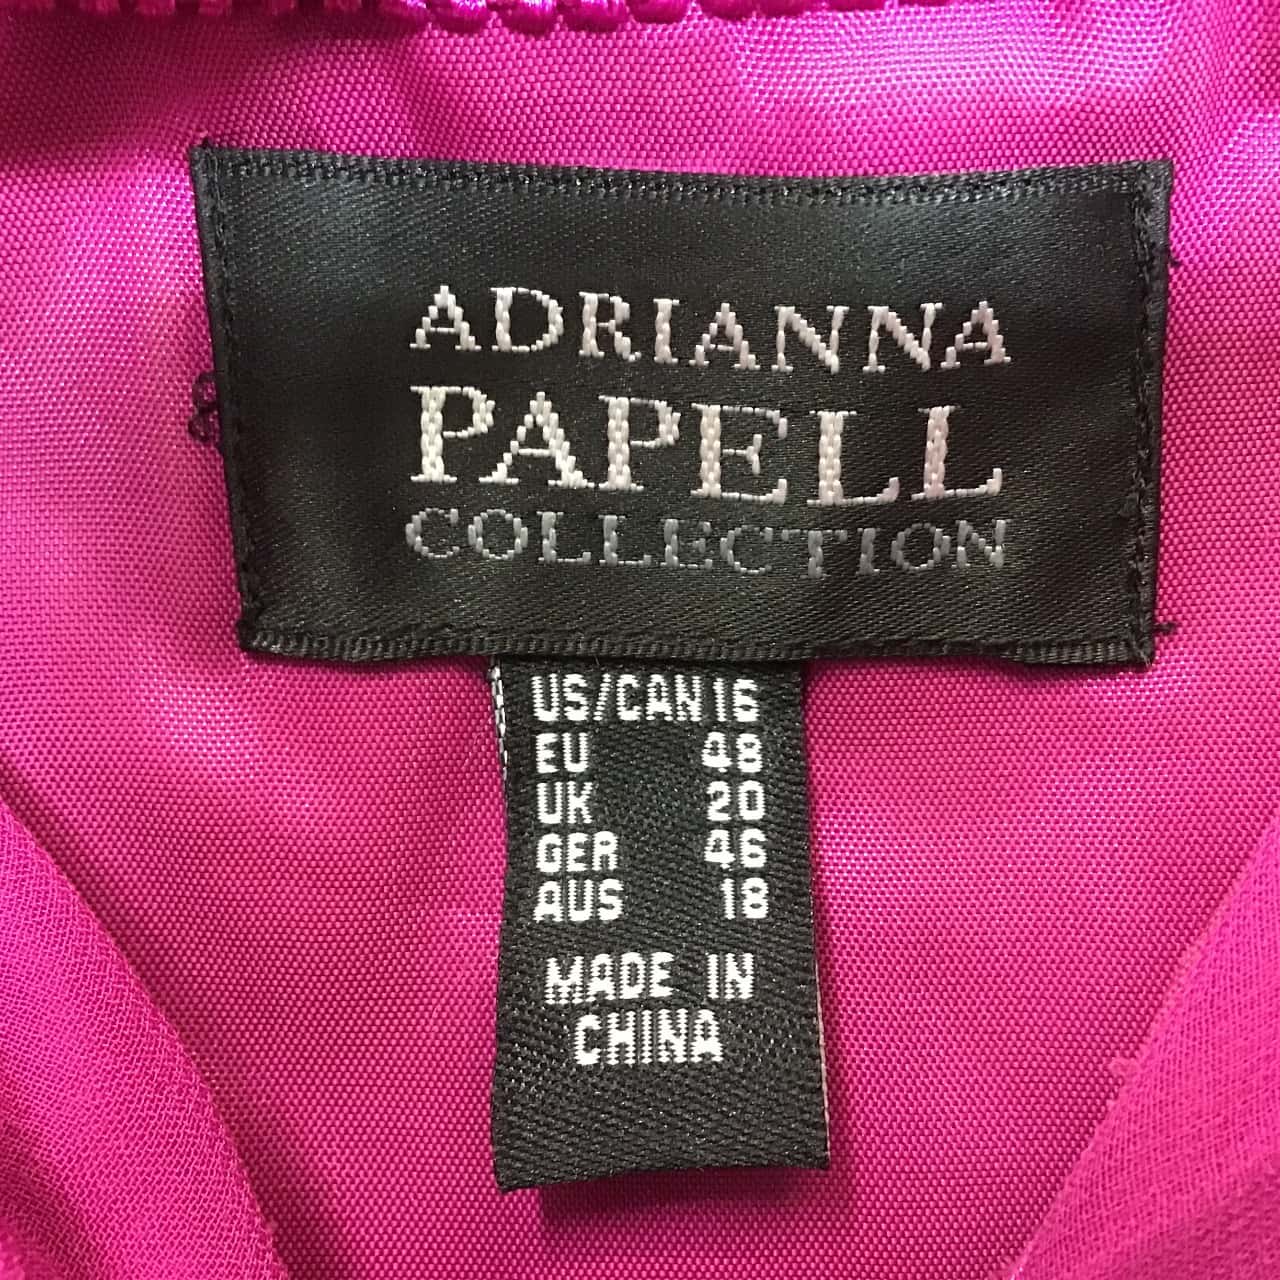 ADRIANNA
PAPELL
COLLECTION
US/CAN 16
EU 48
UK 20
GER 46
AUS 18
MADE IN
CHINA